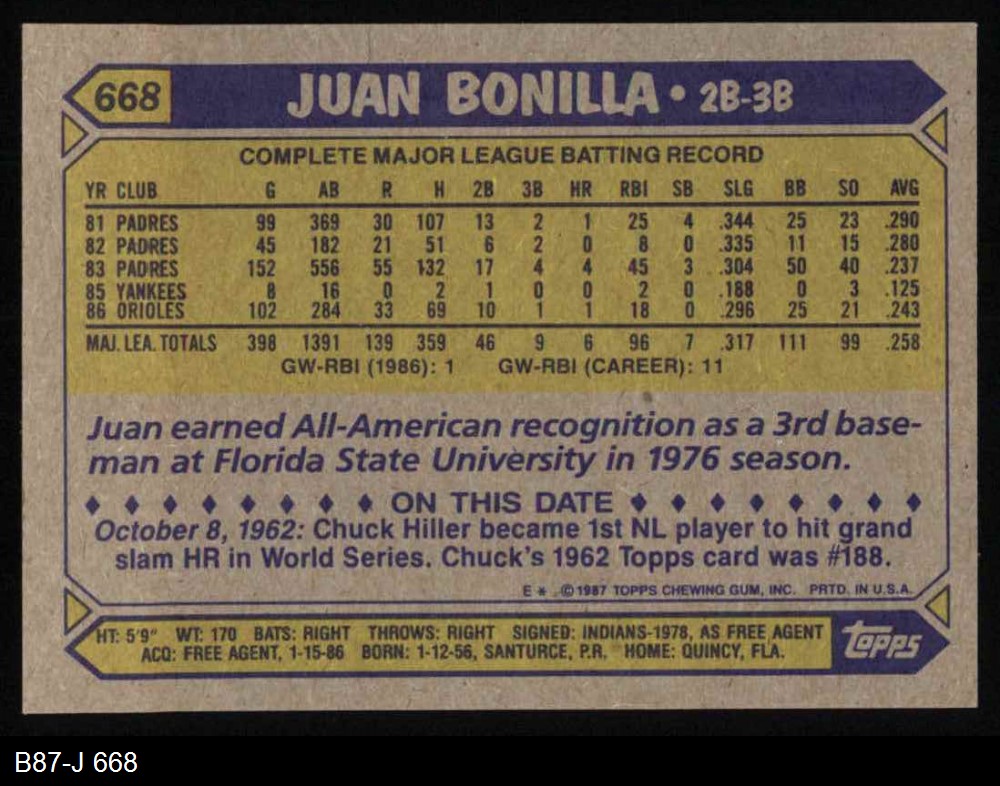 668 JUAN BONILLA • 2B-3B
COMPLETE MAJOR LEAGUE BATTING RECORD
YR CLUB G AB R H 2B 3B HR RBI SB SLG BB SO AVG
81 PADRES 99 369 30 107 13 2 1 25 4 .344 25 23 .290
82 PADRES 45 182 21 51 6 2 0 8 0 .335 11 15 .280
83 PADRES 152 556 55 132 17 4 4 45 3 .304 50 40 .237
85 YANKEES 8 16 0 2 1 0 0 2 0 .188 0 3 .125
86 ORIOLES 102 284 33 69 10 1 1 18 0 .296 25 21 .243
MAJ. LEA. TOTALS 398 1391 139 359 46 9 6 96 7 .317 111 99 .258
GW-RBI (1986): 1 GW-RBI (CAREER): 11
Juan earned All-American recognition as a 3rd base-
man at Florida State University in 1976 season.
♦ ♦ ♦ ♦ ♦ ♦ ♦ ♦ ON THIS DATE ♦ ♦ ♦ ♦ ♦ ♦ ♦ ♦
October 8, 1962: Chuck Hiller became 1st NL player to hit grand
slam HR in World Series. Chuck's 1962 Topps card was #188.
E * ©1987 TOPPS CHEWING GUM, INC. PRTD. IN U.S.A.
HT: 5'9" WT: 170 BATS: RIGHT THROWS: RIGHT SIGNED: INDIANS-1978, AS FREE AGENT
ACQ: FREE AGENT, 1-15-86 BORN: 1-12-56, SANTURCE, P.R. HOME: QUINCY, FLA.
Topps
B87-J 668